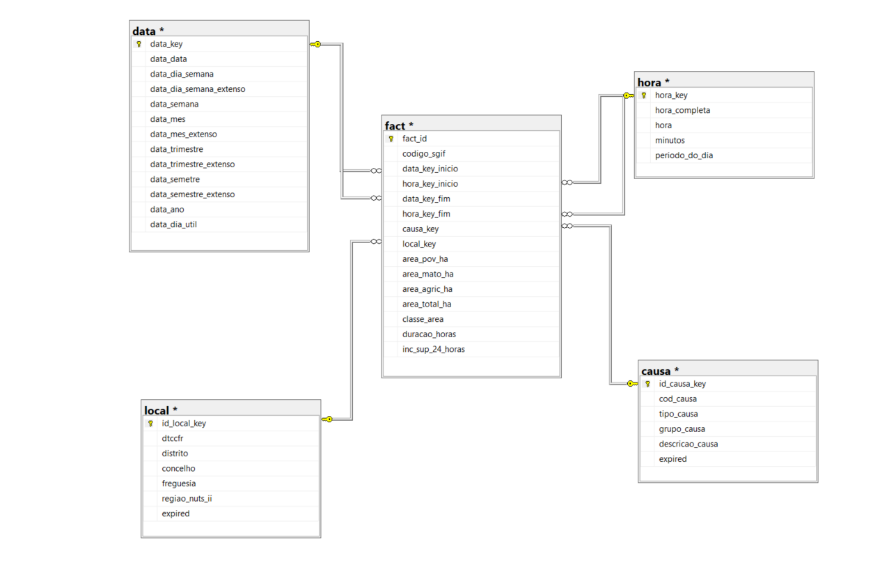 data *
data_key
data_data
data_dia_semana
data_dia_semana_extenso
data_semana
data_mes
data_mes_extenso
data_trimestre
data_trimestre_extenso
data_semetre
data_semestre_extenso
data_ano
data_dia_util
fact *
fact_id
codigo_sgif
data_key_inicio
hora_key_inicio
data_key_fim
hora_key_fim
causa_key
local_key
area_pov_ha
area_mato_ha
area_agric_ha
area_total_ha
classe_area
duracao_horas
inc_sup_24_horas
hora *
hora_key
hora_completa
hora
minutos
periodo_do_dia
local *
id_local_key
dtccfr
distrito
concelho
freguesia
regiao_nuts_ii
expired
causa *
id_causa_key
cod_causa
tipo_causa
grupo_causa
descricao_causa
expired